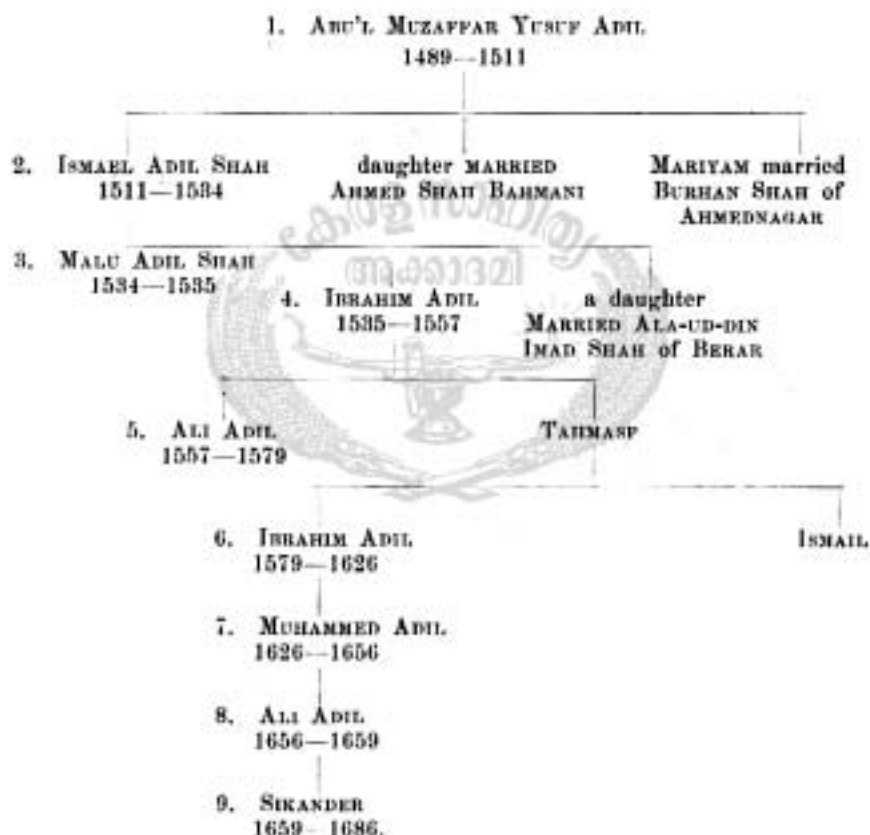 1. ABU'L MUZAFFAR YUSUF ADIL
1489—1511
2. ISMAEL ADIL SHAH
1511—1534
daughter MARRIED
AHMED SHAH BAHMANI
MARIYAM married
BURHAN SHAH of
AHMEDNAGAR
കേരള സാഹിത്യ
അക്കാദമി
3. MALU ADIL SHAH
1534—1535
4. IBRAHIM ADIL
1535—1557
a daughter
MARRIED ALA-UD-DIN
IMAD SHAH of BERAR
5. ALI ADIL
1557—1579
TAHMASP
6. IBRAHIM ADIL
1579—1626
ISMAIL
7. MUHAMMED ADIL
1626—1656
8. ALI ADIL
1656—1659
9. SIKANDER
1659—1686.